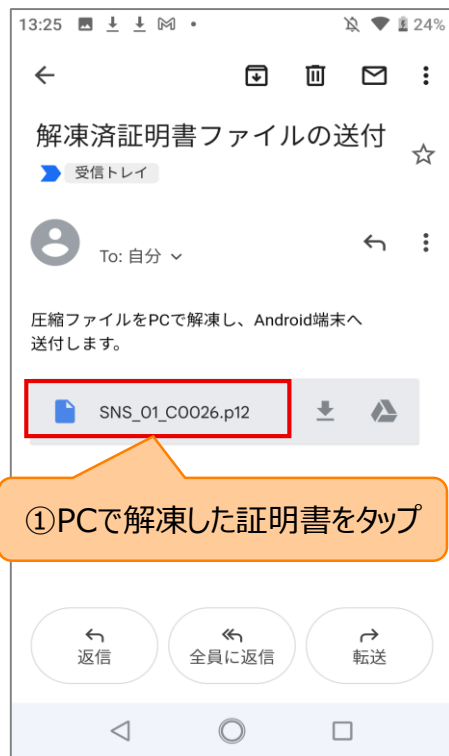 13:25
24%
解凍済証明書ファイルの送付
受信トレイ
To: 自分
圧縮ファイルをPCで解凍し、Android端末へ
送付します。
SNS_01_C0026.p12
①PCで解凍した証明書をタップ
返信
全員に返信
転送